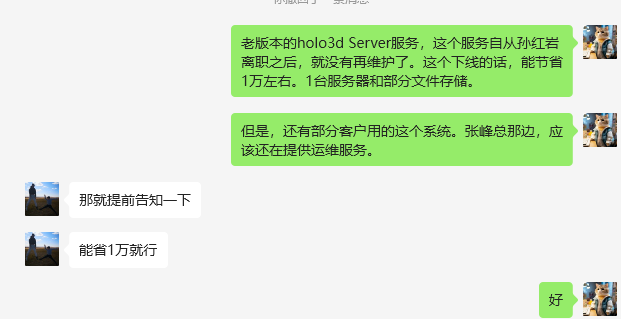 老版本的holo3d Server服务，这个服务自从孙红岩
离职之后，就没有再维护了。这个下线的话，能节省
1万左右。1台服务器和部分文件存储。
但是，还有部分客户用的这个系统。张峰总那边，应
该还在提供运维服务。
那就提前告知一下
能省1万就行
好